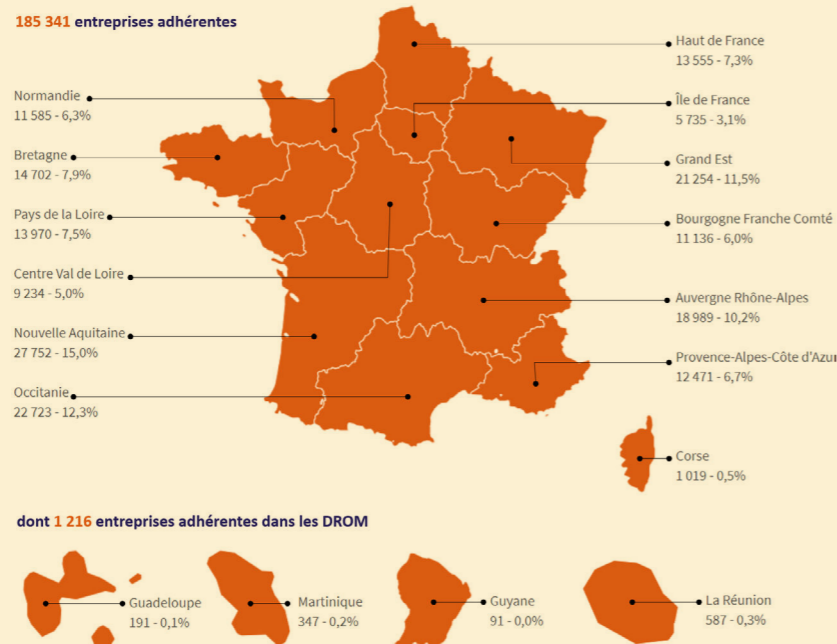 185 341 entreprises adhérentes
Haut de France
13 555 - 7,3%
Normandie
11 585 - 6,3%
Île de France
5 735 - 3,1%
Bretagne
14 702 - 7,9%
Grand Est
21 254 - 11,5%
Pays de la Loire
13 970 - 7,5%
Bourgogne Franche Comté
11 136 - 6,0%
Centre Val de Loire
9 234 - 5,0%
Auvergne Rhône-Alpes
18 989 - 10,2%
Nouvelle Aquitaine
27 752 - 15,0%
Provence-Alpes-Côte d'Azur
12 471 - 6,7%
Occitanie
22 723 - 12,3%
Corse
1 019 - 0,5%
dont 1 216 entreprises adhérentes dans les DROM
Guadeloupe
191 - 0,1%
Martinique
347 - 0,2%
Guyane
91 - 0,0%
La Réunion
587 - 0,3%